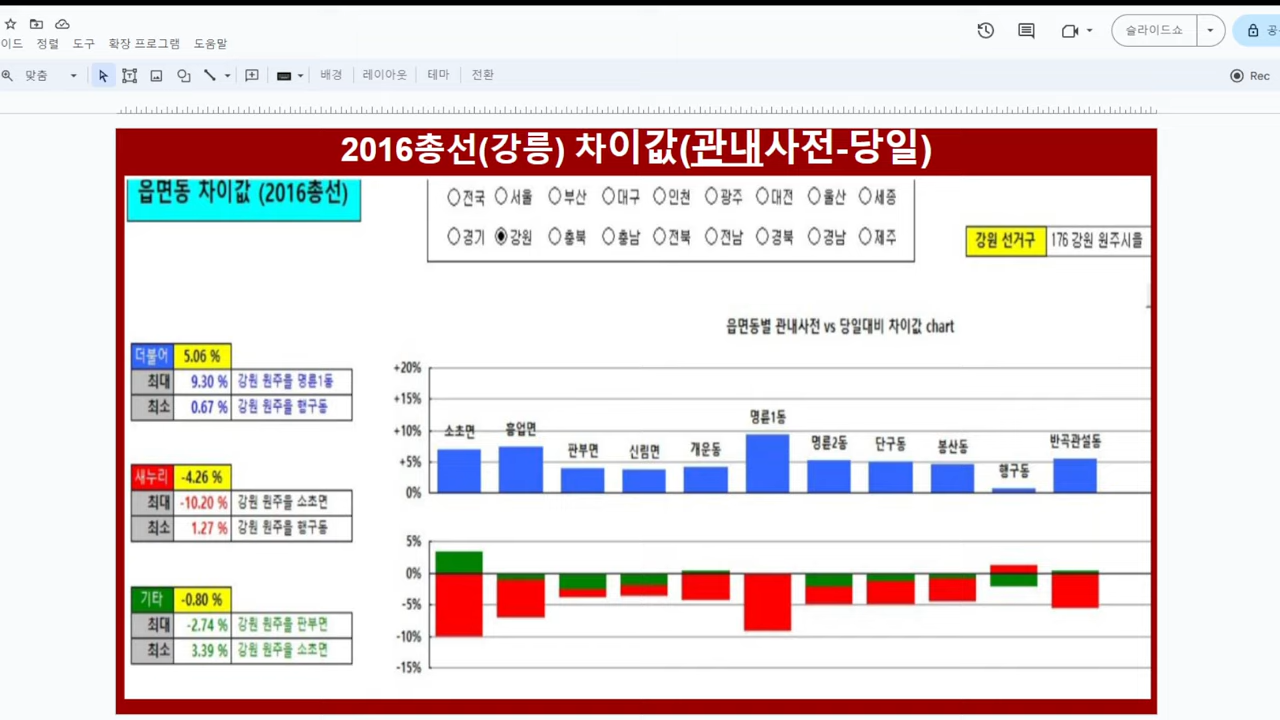 이드 정렬 도구 확장 프로그램 도움말
슬라이드쇼
맞춤
배경 레이아웃 테마 전환
Rec
2016총선(강릉) 차이값(관내사전-당일)
읍면동 차이값 (2016총선)
전국 서울 부산 대구 인천 광주 대전 울산 세종
경기 강원 충북 충남 전북 전남 경북 경남 제주
강원 선거구 176 강원 원주시을
읍면동별 관내사전 vs 당일대비 차이값 chart
더불어 5.06 %
최대 9.30 % 강원 원주을 명륜1동
최소 0.67 % 강원 원주을 행구동
새누리 -4.26 %
최대 -10.20 % 강원 원주을 소초면
최소 1.27 % 강원 원주을 행구동
기타 -0.80 %
최대 -2.74 % 강원 원주을 판부면
최소 3.39 % 강원 원주을 소초면
+20%
+15%
+10%
+5%
0%
소초면 흥업면 판부면 신림면 개운동 명륜1동 명륜2동 단구동 봉산동 행구동 반곡관설동
5%
0%
-5%
-10%
-15%